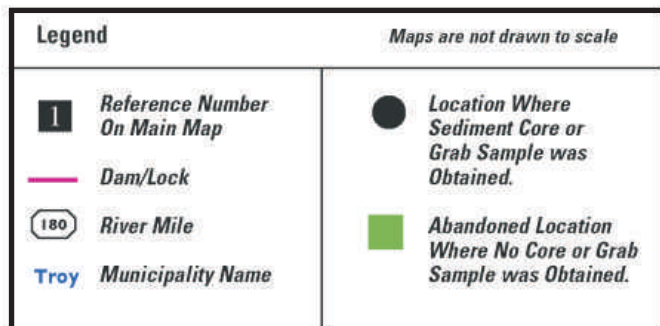 Legend
Maps are not drawn to scale
1
Reference Number
On Main Map
Dam/Lock
180
River Mile
Troy
Municipality Name
Location Where
Sediment Core or
Grab Sample was
Obtained.
Abandoned Location
Where No Core or Grab
Sample was Obtained.